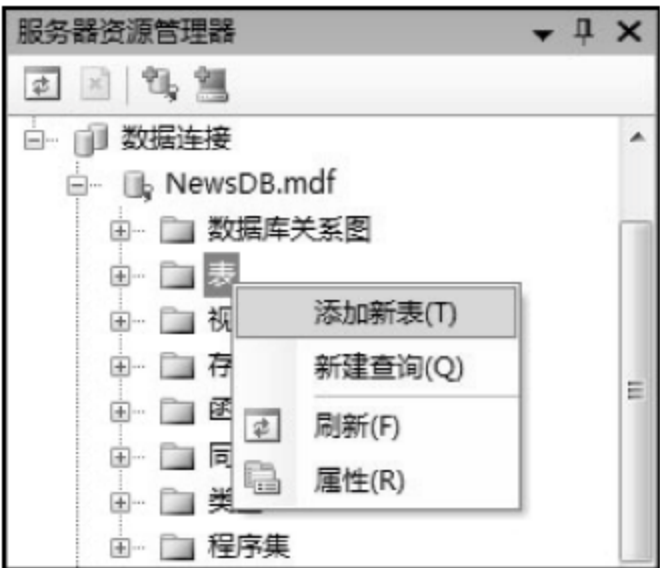 服务器资源管理器
数据连接
NewsDB.mdf
数据库关系图
表
添加新表(T)
视
新建查询(Q)
存
函
刷新(F)
同
属性(R)
类
程序集